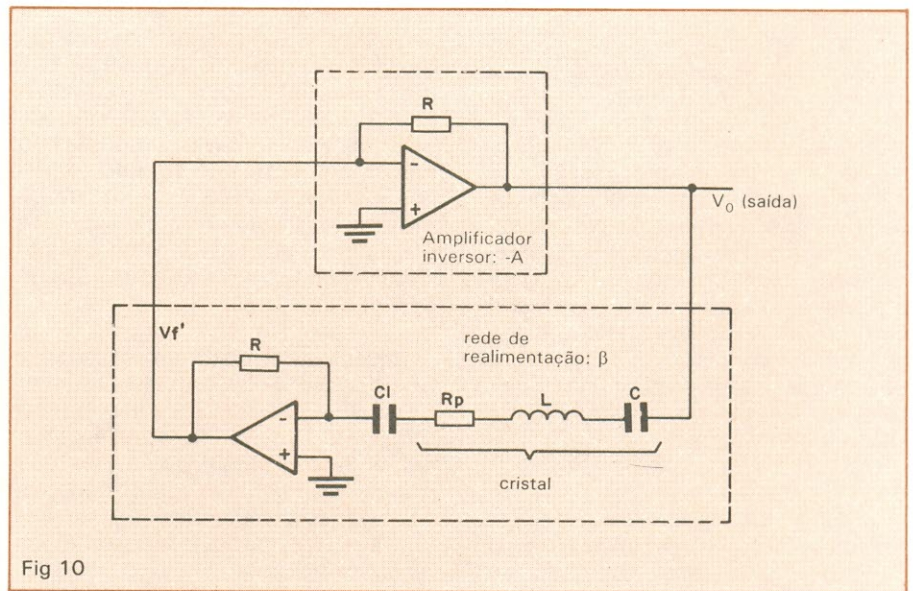 R
-
+
Amplificador
inversor: -A
V₀ (saída)
Vf'
rede de
realimentação: β
R
Cl
Rp
L
C
-
+
cristal
Fig 10